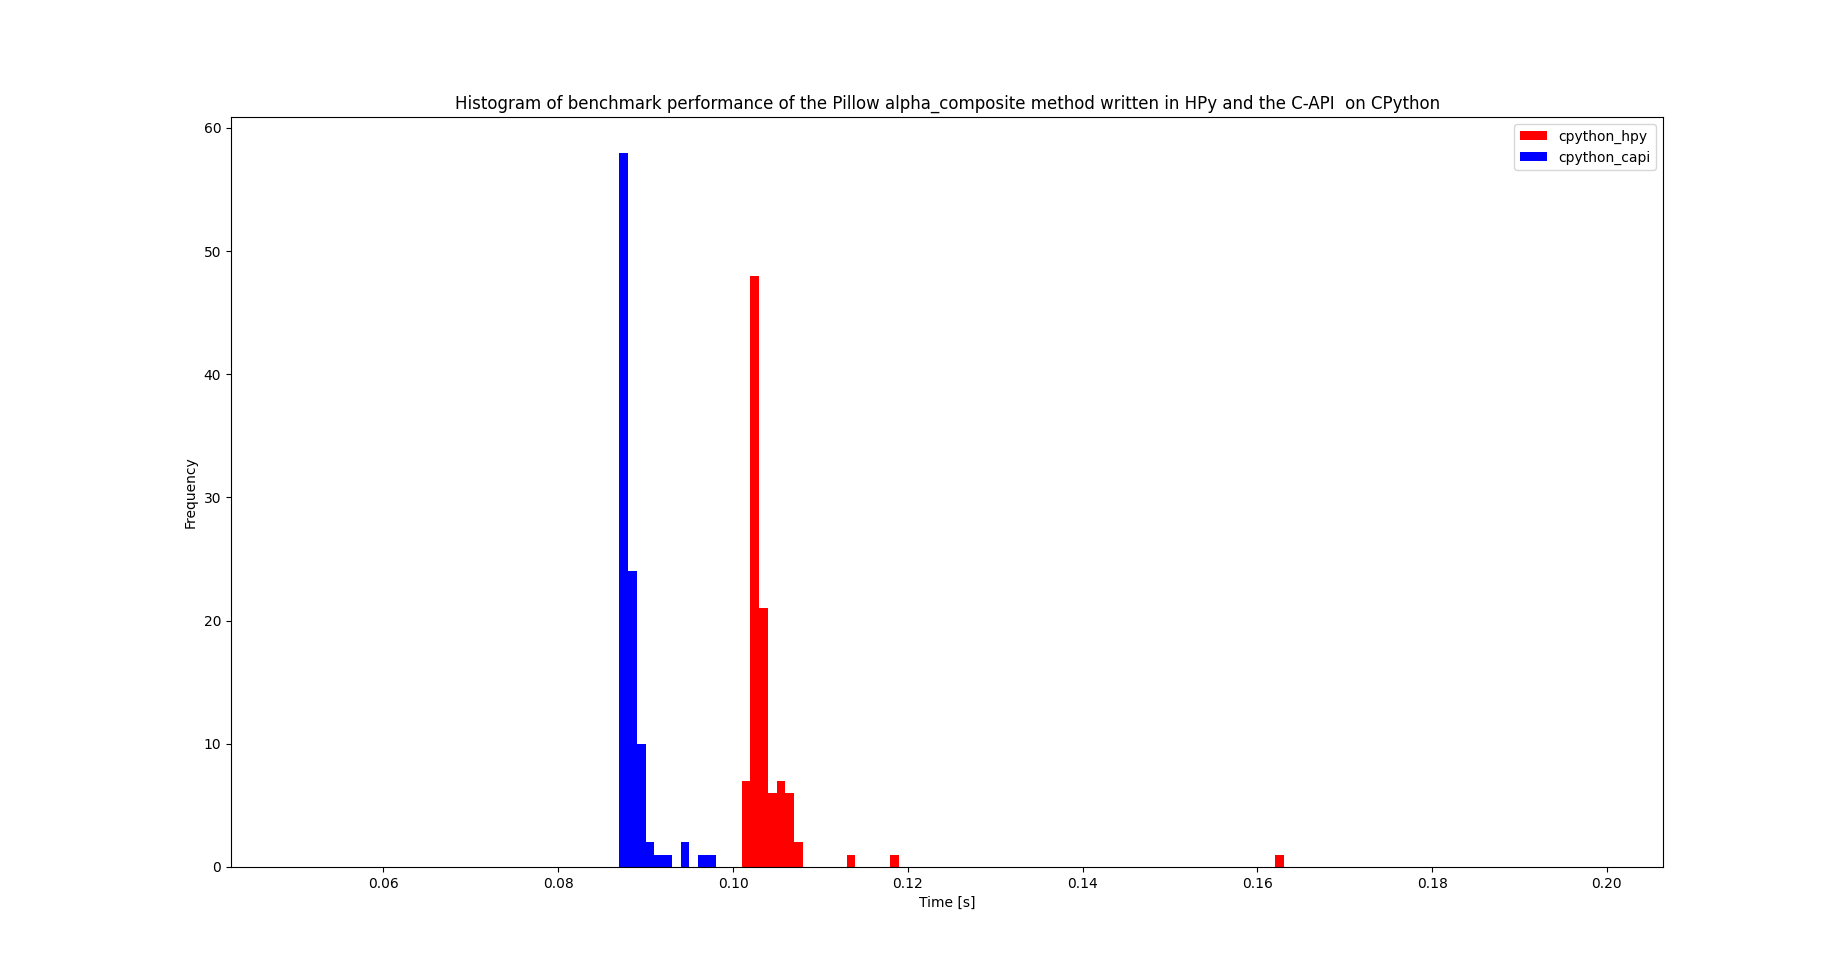 Histogram of benchmark performance of the Pillow alpha_composite method written in HPy and the C-API  on CPython
cpython_hpy
cpython_capi
60
50
40
30
20
10
0
Frequency
0.06 0.08 0.10 0.12 0.14 0.16 0.18 0.20
Time [s]